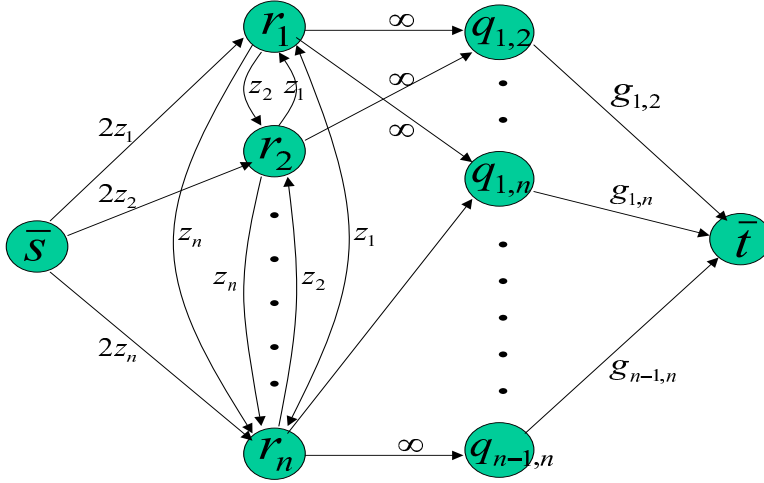 r₁ ∞ q₁,₂
z₂ z₁ ∞ g₁,₂
2z₁ r₂ ∞
2z₂ q₁,ₙ g₁,ₙ
s̅ zₙ z₁ t̅
zₙ z₂
2zₙ gₙ₋₁,ₙ
rₙ ∞ qₙ₋₁,ₙ